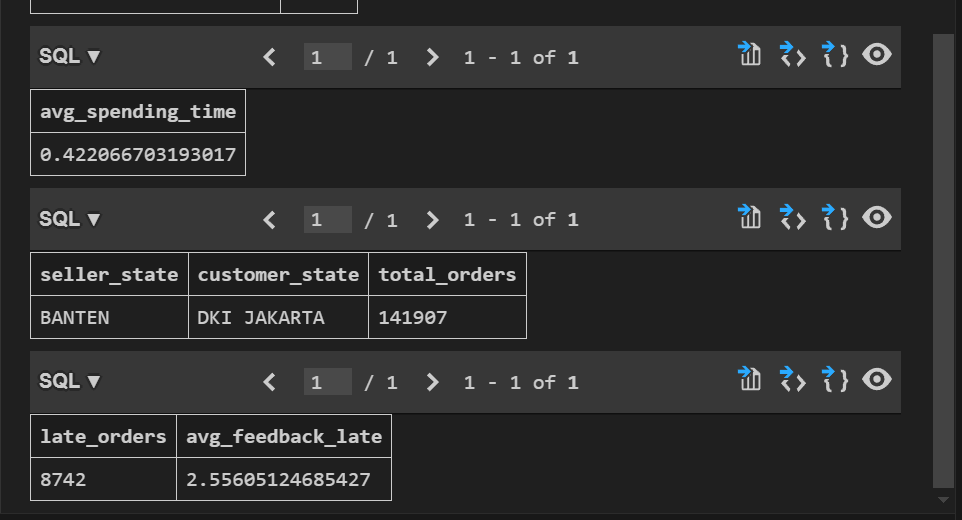 SQL ▼ 1 / 1 1 - 1 of 1
avg_spending_time
0.422066703193017
SQL ▼ 1 / 1 1 - 1 of 1
seller_state customer_state total_orders
BANTEN DKI JAKARTA 141907
SQL ▼ 1 / 1 1 - 1 of 1
late_orders avg_feedback_late
8742 2.55605124685427